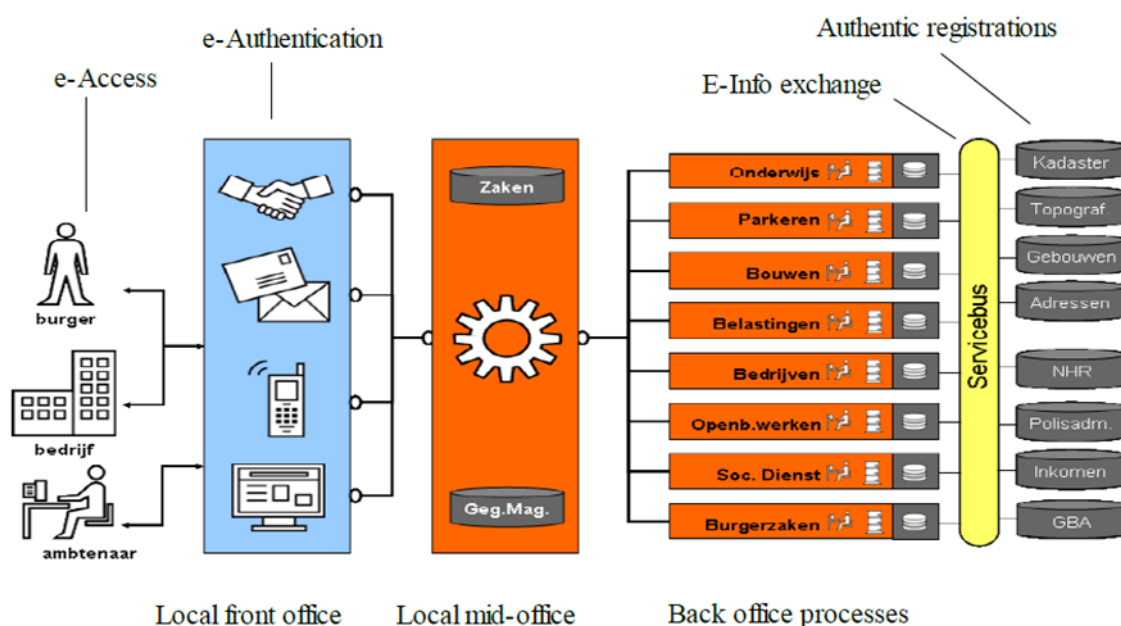 e-Authentication
Authentic registrations
e-Access
E-Info exchange
burger
bedrijf
ambtenaar
Zaken
Geg.Mag.
Onderwijs
Parkeren
Bouwen
Belastingen
Bedrijven
Openb.werken
Soc. Dienst
Burgerzaken
Servicebus
Kadaster
Topograf.
Gebouwen
Adressen
NHR
Polisadm.
Inkomen
GBA
Local front office
Local mid-office
Back office processes